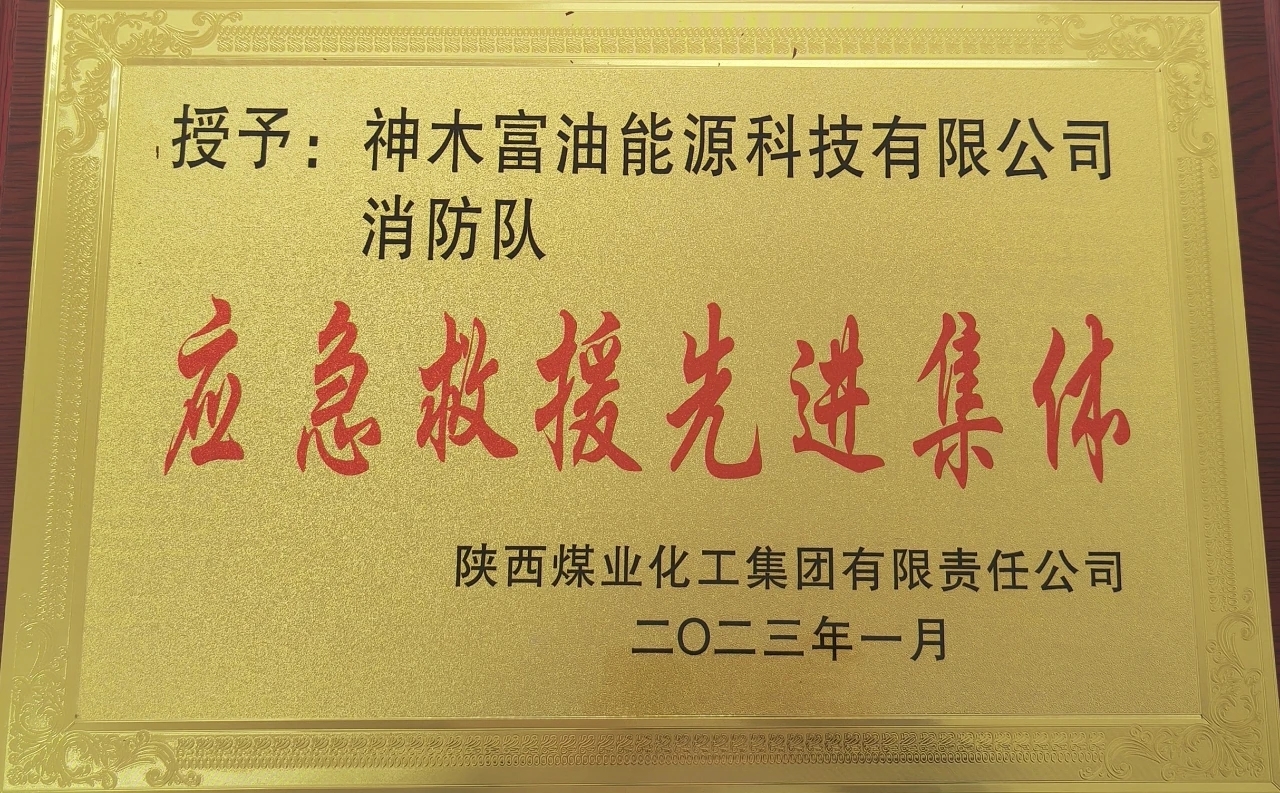 授予：神木富油能源科技有限公司
消防队
应急救援先进集体
陕西煤业化工集团有限责任公司
二〇二三年一月